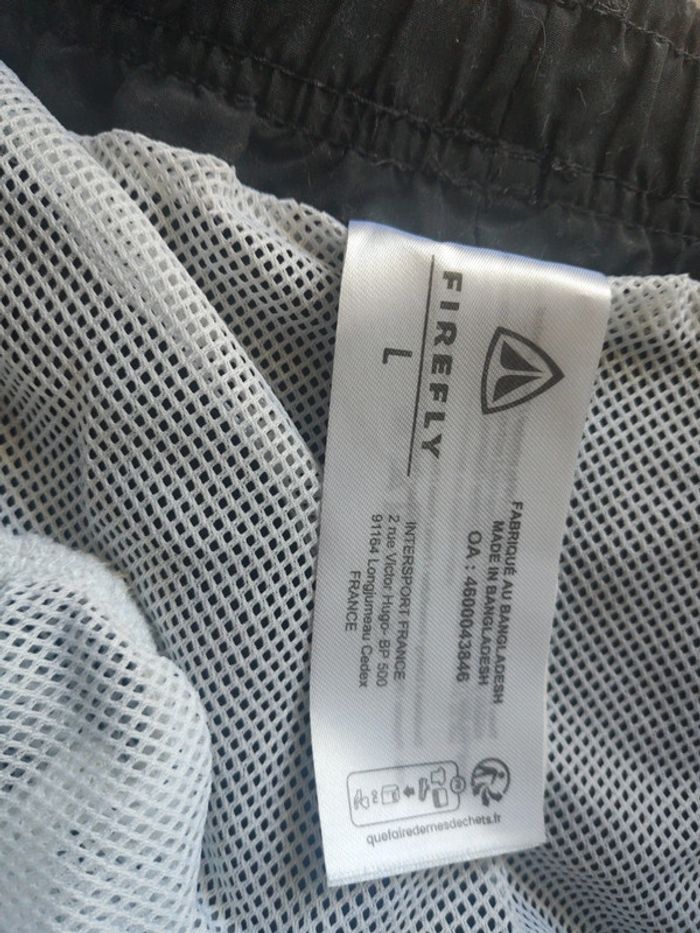 FIREFLY
L
FABRIQUÉ AU BANGLADESH
MADE IN BANGLADESH
OA : 4600043846
INTERSPORT FRANCE
2 rue Victor Hugo- BP 500
91164 Longjumeau Cedex
FRANCE
quefairedemesdechets.fr